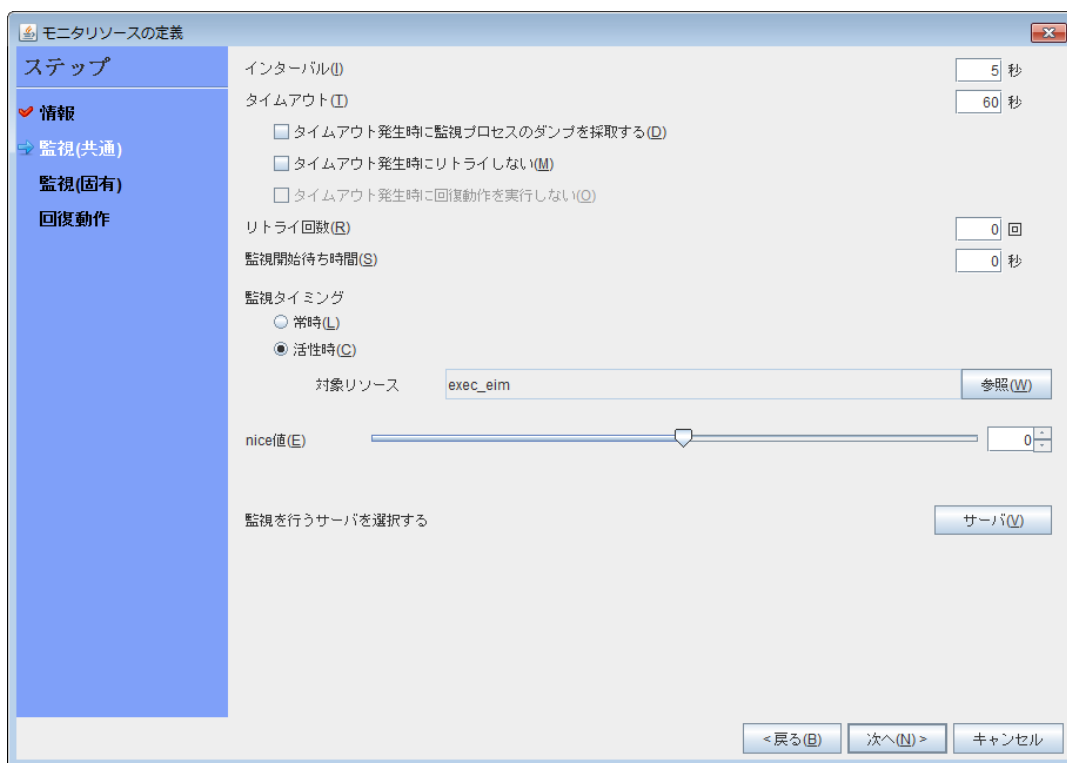 モニタリソースの定義
ステップ
情報
監視(共通)
監視(固有)
回復動作
インターバル(I) 5 秒
タイムアウト(T) 60 秒
タイムアウト発生時に監視プロセスのダンプを採取する(D)
タイムアウト発生時にリトライしない(M)
タイムアウト発生時に回復動作を実行しない(O)
リトライ回数(R) 0 回
監視開始待ち時間(S) 0 秒
監視タイミング
常時(L)
活性時(C)
対象リソース exec_eim 参照(W)
nice値(E) 0
監視を行うサーバを選択する サーバ(V)
<戻る(B) 次へ(N)> キャンセル